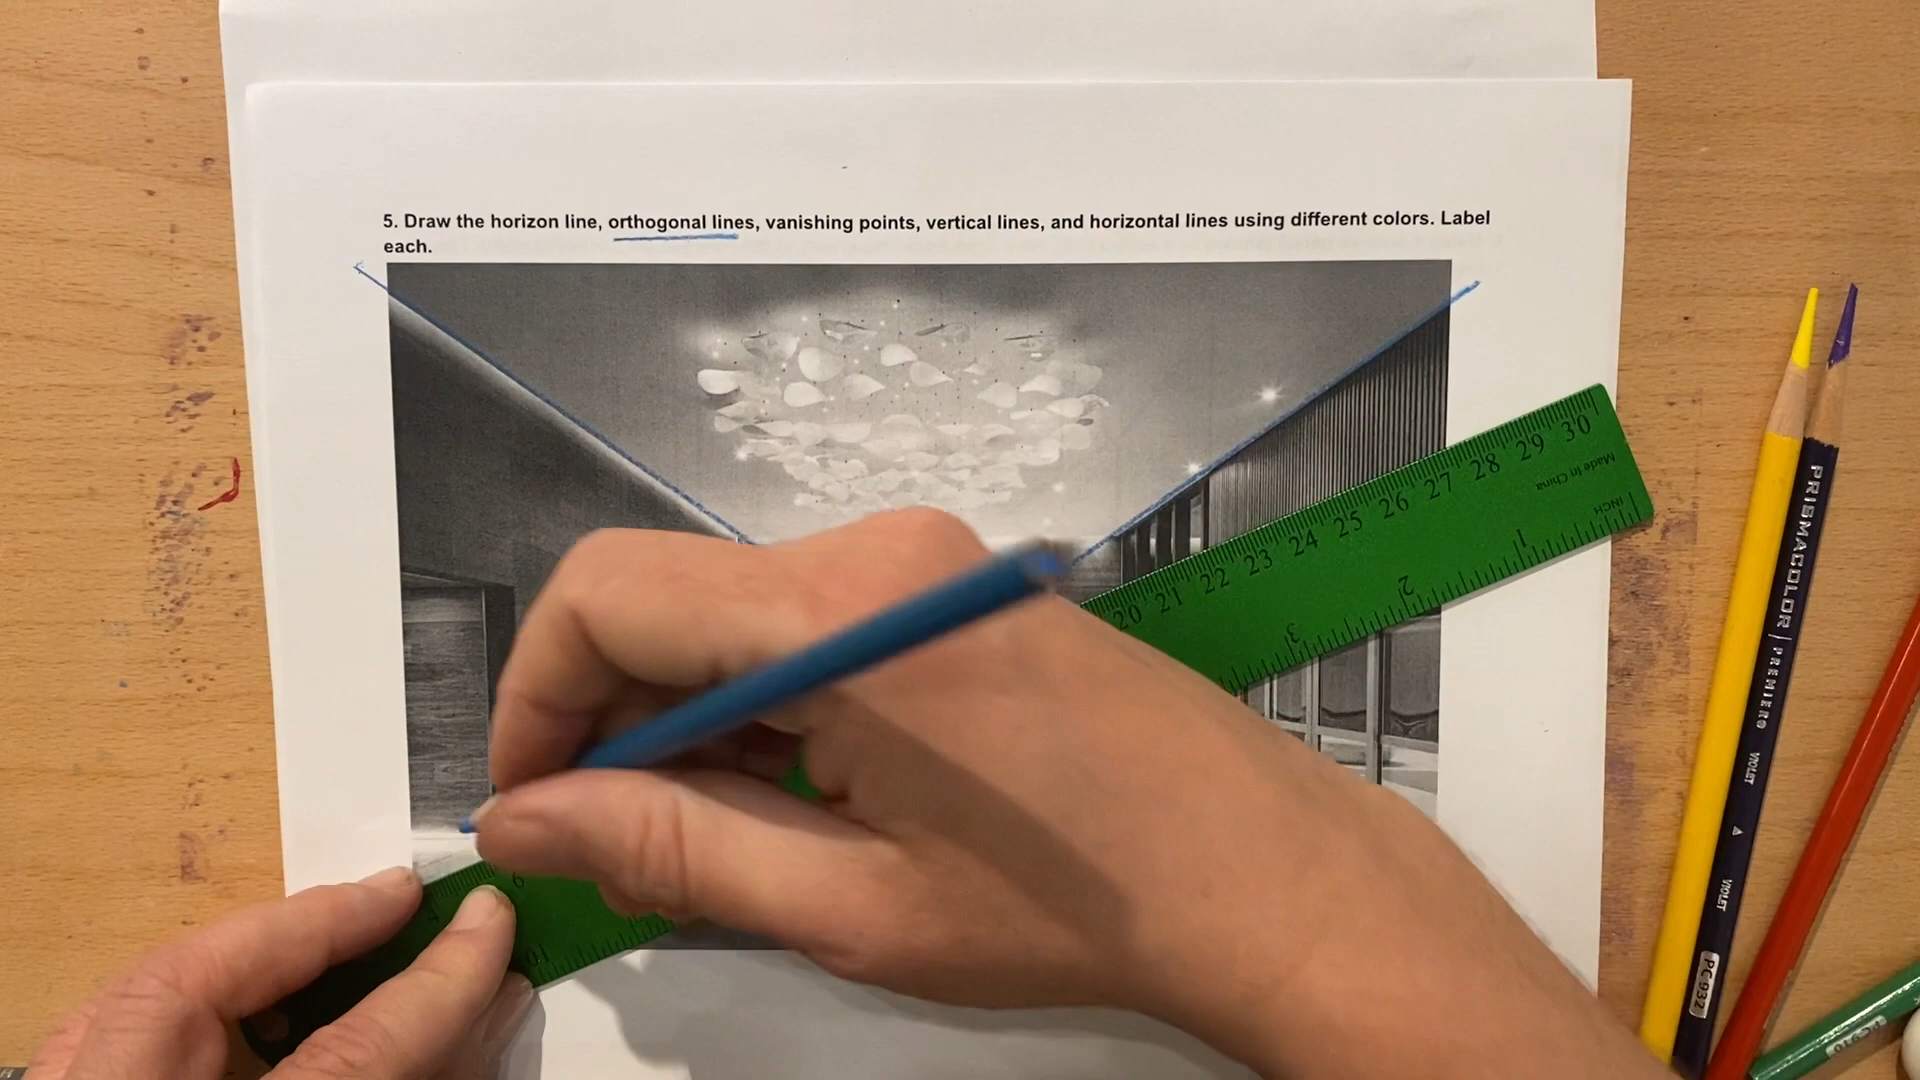 5. Draw the horizon line, orthogonal lines, vanishing points, vertical lines, and horizontal lines using different colors. Label
each.
20 21 22 23 24 25 26 27 28 29 30
Made in China
INCH
1
2
3
6
10
PRISMACOLOR | PREMIER
VIOLET
VIOLET
PC932
PC910